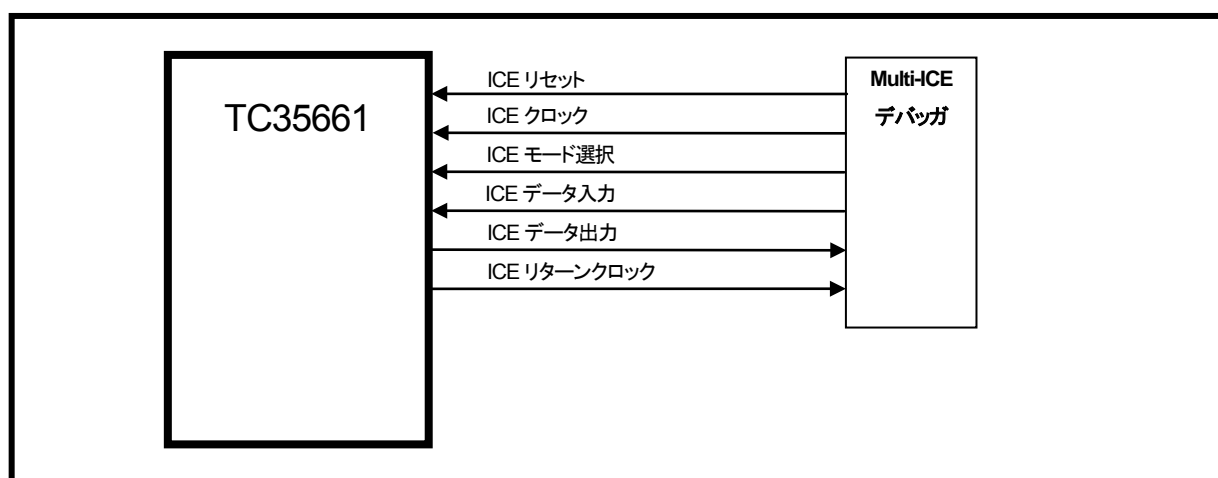 TC35661
ICE リセット
ICE クロック
ICE モード選択
ICE データ入力
ICE データ出力
ICE リターンクロック
Multi-ICE
デバッガ